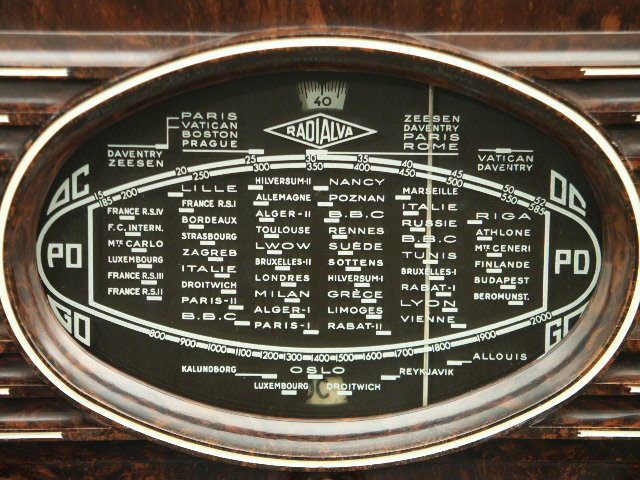 40
RADIALVA
PARIS
VATICAN
BOSTON
PRAGUE
DAVENTRY
ZEESEN
ZEESEN
DAVENTRY
PARIS
ROME
VATICAN
DAVENTRY
OC
OC
15 20 25 30 35 40 45 50 52
185 200 250 300 350 400 450 500 550 585
PO
PO
FRANCE R.S.IV
F.C. INTERN.
MTE CARLO
LUXEMBOURG
FRANCE R.S.III
FRANCE R.S.II
LILLE
FRANCE R.S.I
BORDEAUX
STRASBOURG
ZAGREB
ITALIE
DROITWICH
PARIS-II
B.B.C
HILVERSUM-II
ALLEMAGNE
ALGER-II
TOULOUSE
LWOW
BRUXELLES-II
LONDRES
MILAN
ALGER-I
PARIS-I
NANCY
POZNAN
B.B.C
RENNES
SUÈDE
SOTTENS
HILVERSUM-I
GRÈCE
LIMOGES
RABAT-II
MARSEILLE
ITALIE
RUSSIE
B.B.C
TUNIS
BRUXELLES-I
RABAT-I
LYON
VIENNE
RIGA
ATHLONE
MTE CENERI
FINLANDE
BUDAPEST
BEROMUNST.
GO
GO
800 900 1000 1100 1200 1300 1400 1500 1600 1700 1800 1900 2000
KALUNDBORG
OSLO
REYKJAVIK
ALLOUIS
LUXEMBOURG
DROITWICH
OC